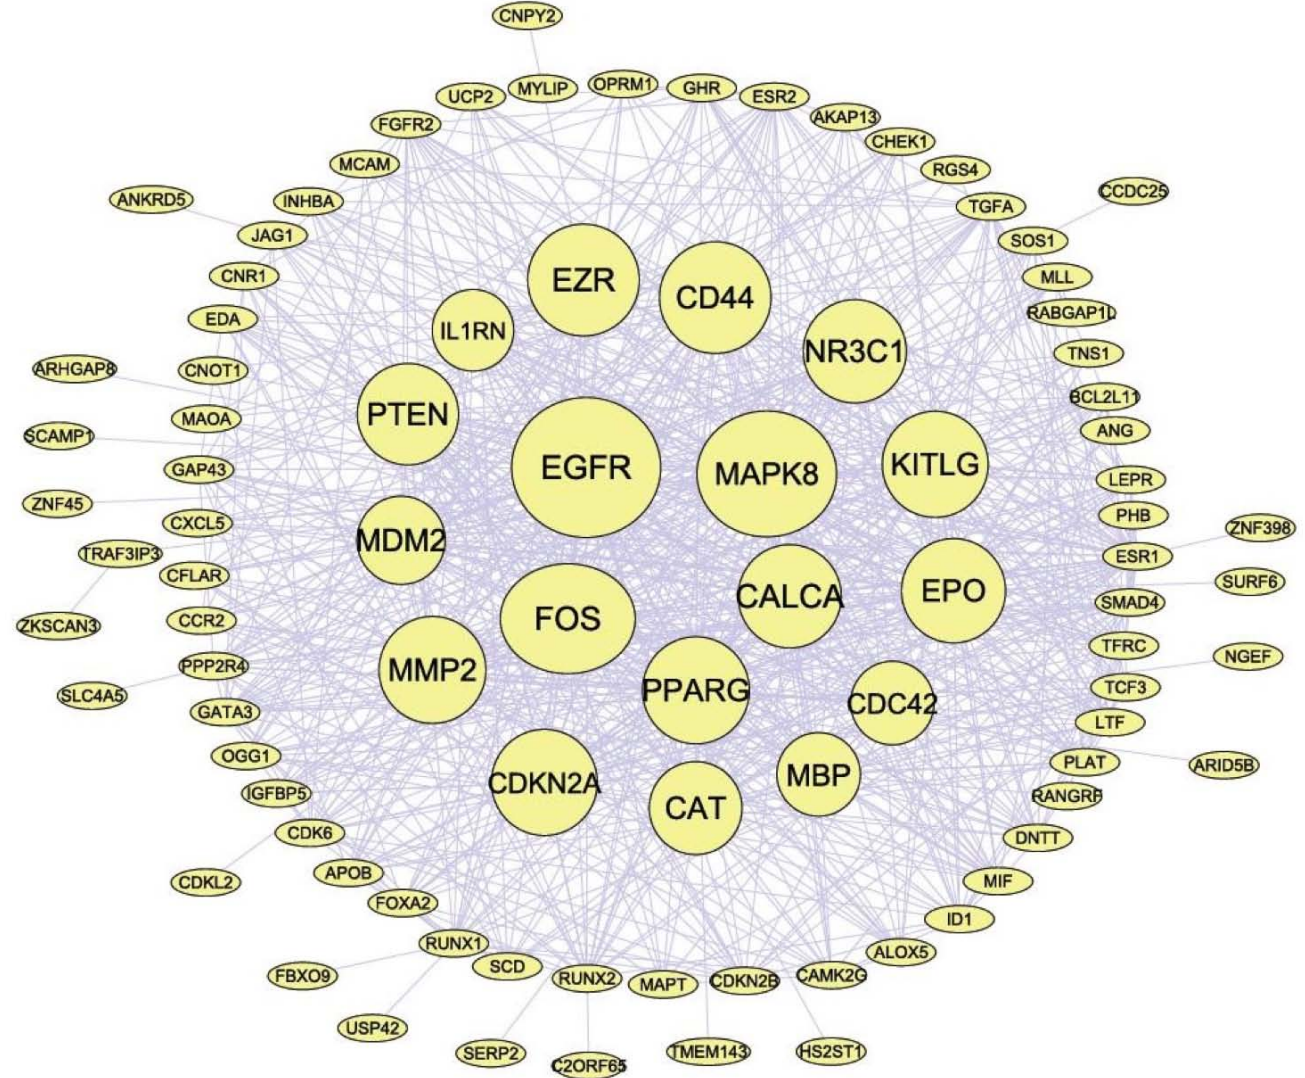 CNPY2
UCP2
MYLIP
OPRM1
GHR
ESR2
FGFR2
AKAP13
CHEK1
MCAM
RGS4
ANKRD5
INHBA
TGFA
CCDC25
JAG1
SOS1
CNR1
EZR
CD44
MLL
EDA
IL1RN
RABGAP1L
NR3C1
TNS1
ARHGAP8
CNOT1
BCL2L11
MAOA
PTEN
ANG
SCAMP1
GAP43
EGFR
MAPK8
KITLG
LEPR
ZNF45
CXCL5
PHB
ZNF398
TRAF3IP3
MDM2
ESR1
CFLAR
SURF6
CALCA
EPO
SMAD4
ZKSCAN3
CCR2
FOS
TFRC
PPP2R4
MMP2
NGEF
SLC4A5
PPARG
TCF3
GATA3
CDC42
LTF
OGG1
PLAT
ARID5B
IGFBP5
CDKN2A
MBP
RANGRF
CDK6
CAT
DNTT
CDKL2
APOB
MIF
FOXA2
ID1
RUNX1
ALOX5
FBXO9
SCD
RUNX2
MAPT
CDKN2B
CAMK2G
USP42
SERP2
C2ORF65
TMEM143
HS2ST1